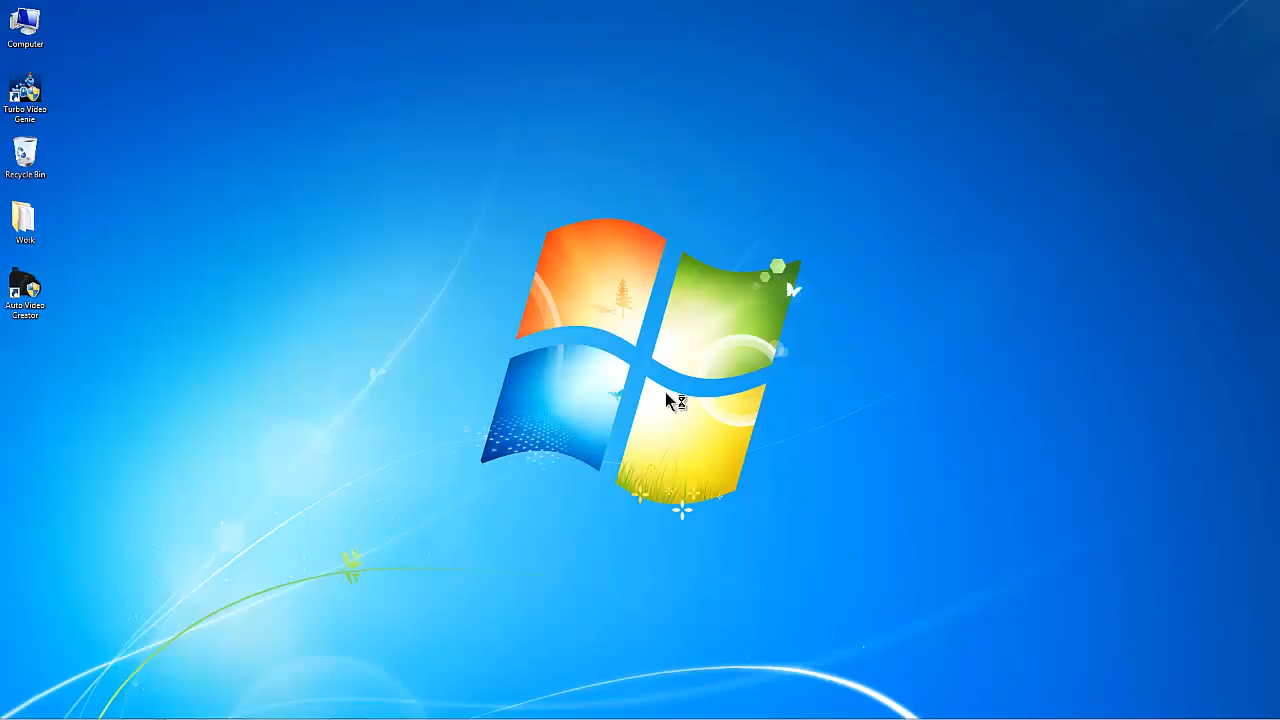 Computer
Turbo Video
Genie
Recycle Bin
Work
Auto Video
Creator